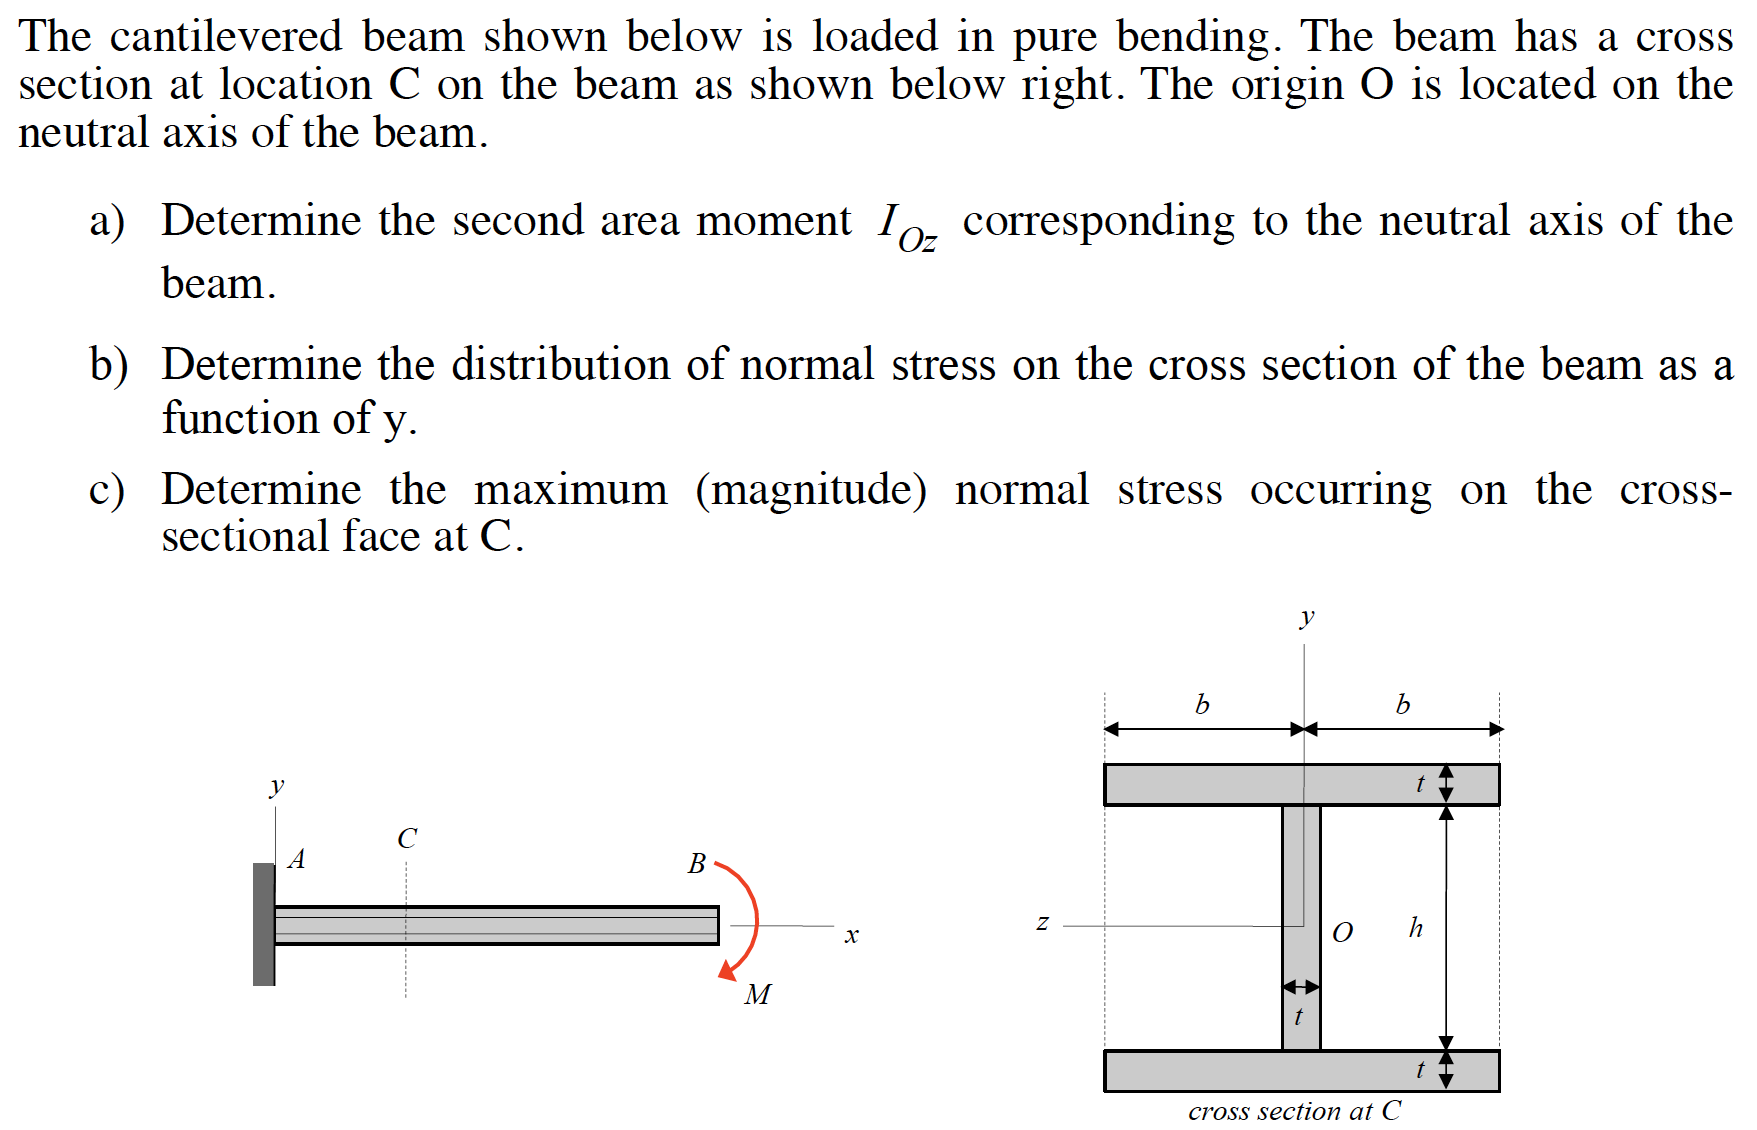 The cantilevered beam shown below is loaded in pure bending. The beam has a cross
section at location C on the beam as shown below right. The origin O is located on the
neutral axis of the beam.
a) Determine the second area moment I_{Oz} corresponding to the neutral axis of the
beam.
b) Determine the distribution of normal stress on the cross section of the beam as a
function of y.
c) Determine the maximum (magnitude) normal stress occurring on the cross-
sectional face at C.
y
b b
t
y
C
A
B
z
O
h
x
M
t
t
cross section at C